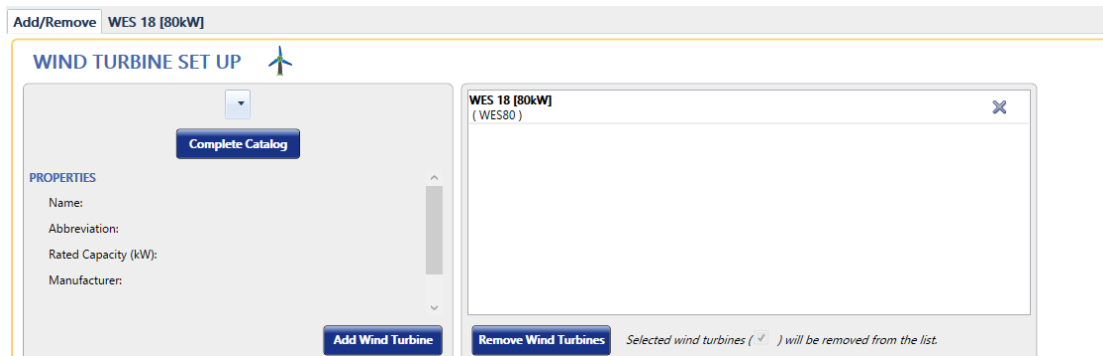 Add/Remove WES 18 [80kW]
WIND TURBINE SET UP
Complete Catalog
PROPERTIES
Name:
Abbreviation:
Rated Capacity (kW):
Manufacturer:
Add Wind Turbine
WES 18 [80kW]
( WES80 )
Remove Wind Turbines
Selected wind turbines ( ✓ ) will be removed from the list.